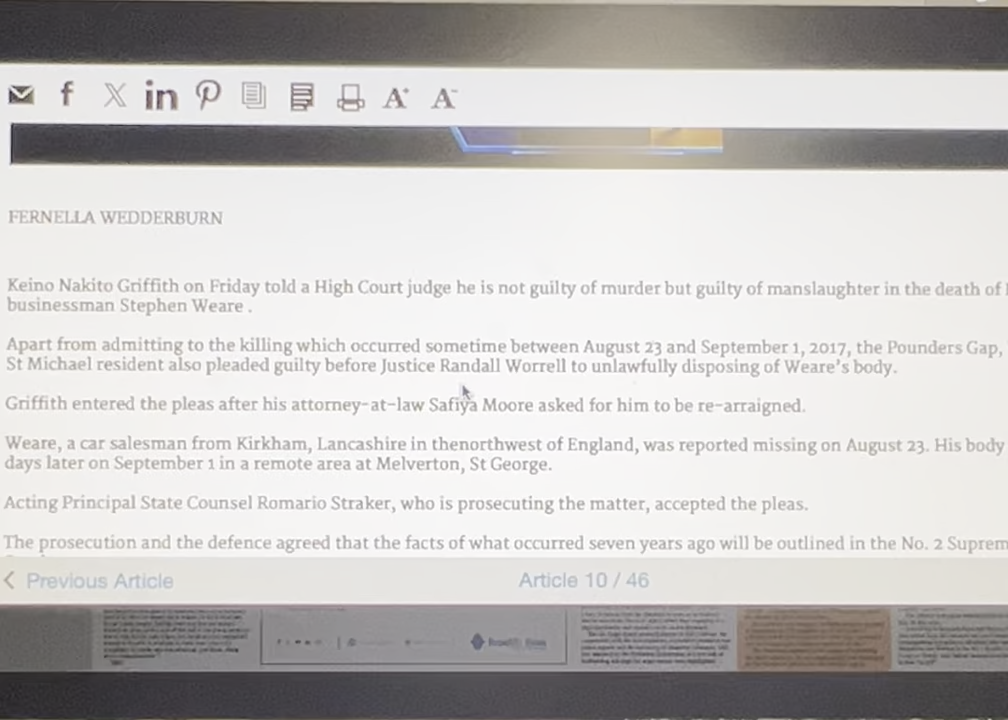 f X in A+ A-
FERNELLA WEDDERBURN
Keino Nakito Griffith on Friday told a High Court judge he is not guilty of murder but guilty of manslaughter in the death of
businessman Stephen Weare .
Apart from admitting to the killing which occurred sometime between August 23 and September 1, 2017, the Pounders Gap,
St Michael resident also pleaded guilty before Justice Randall Worrell to unlawfully disposing of Weare's body.
Griffith entered the pleas after his attorney-at-law Safiya Moore asked for him to be re-arraigned.
Weare, a car salesman from Kirkham, Lancashire in thenorthwest of England, was reported missing on August 23. His body
days later on September 1 in a remote area at Melverton, St George.
Acting Principal State Counsel Romario Straker, who is prosecuting the matter, accepted the pleas.
The prosecution and the defence agreed that the facts of what occurred seven years ago will be outlined in the No. 2 Suprem
< Previous Article Article 10 / 46